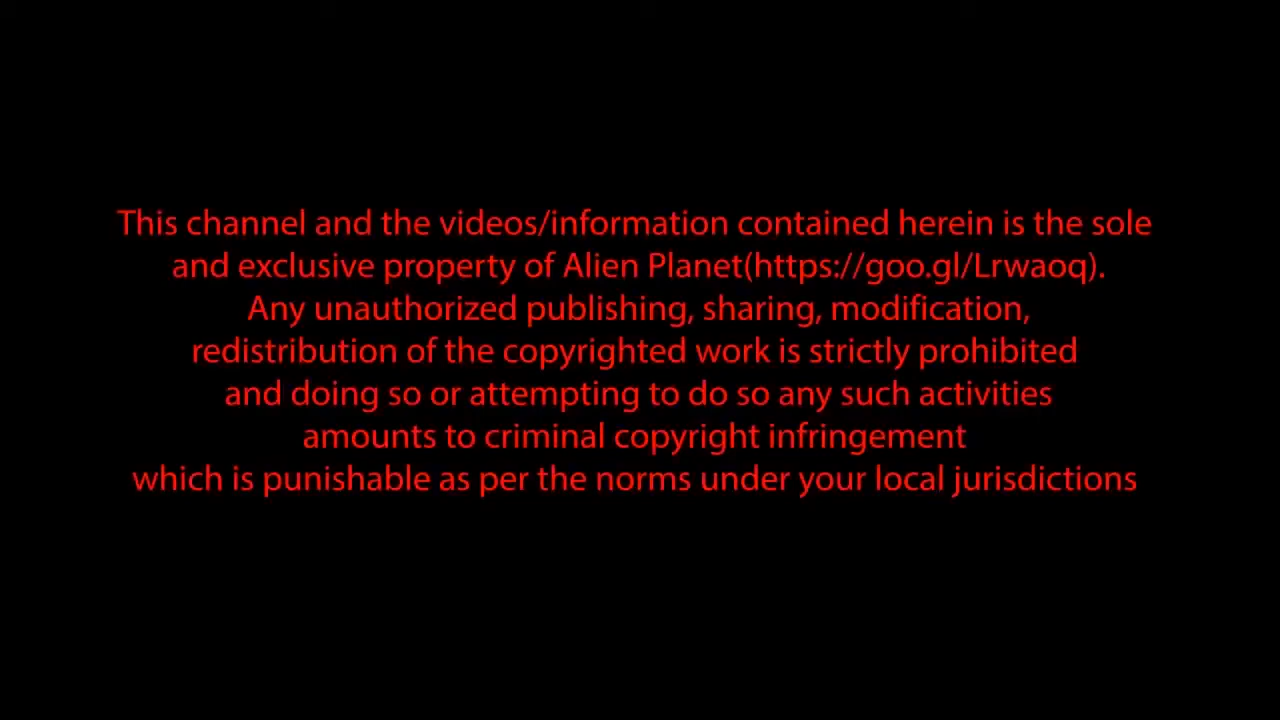 This channel and the videos/information contained herein is the sole
and exclusive property of Alien Planet(https://goo.gl/Lrwaoq).
Any unauthorized publishing, sharing, modification,
redistribution of the copyrighted work is strictly prohibited
and doing so or attempting to do so any such activities
amounts to criminal copyright infringement
which is punishable as per the norms under your local jurisdictions